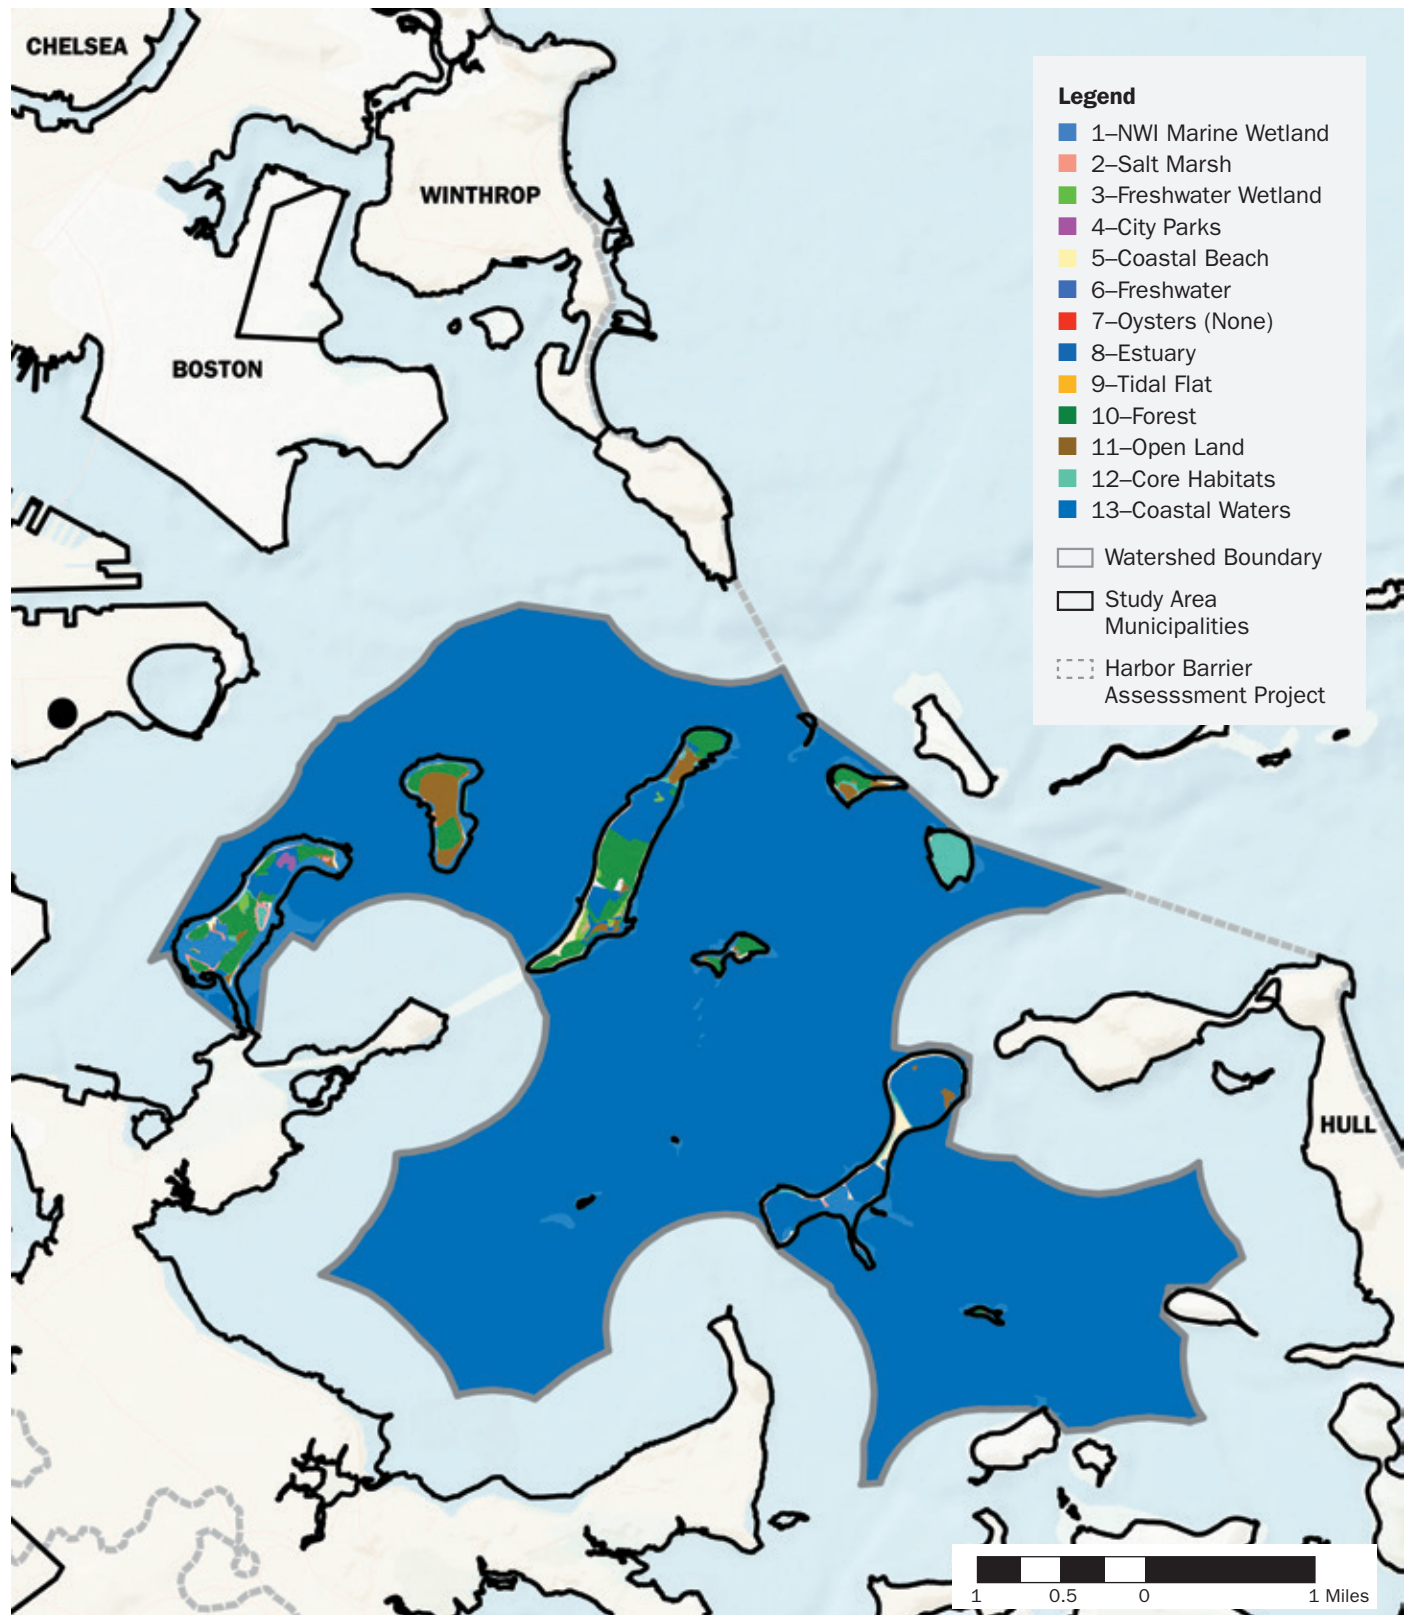 CHELSEA
WINTHROP
BOSTON
HULL
Legend
1–NWI Marine Wetland
2–Salt Marsh
3–Freshwater Wetland
4–City Parks
5–Coastal Beach
6–Freshwater
7–Oysters (None)
8–Estuary
9–Tidal Flat
10–Forest
11–Open Land
12–Core Habitats
13–Coastal Waters
Watershed Boundary
Study Area
Municipalities
Harbor Barrier
Assesssment Project
1 0.5 0 1 Miles